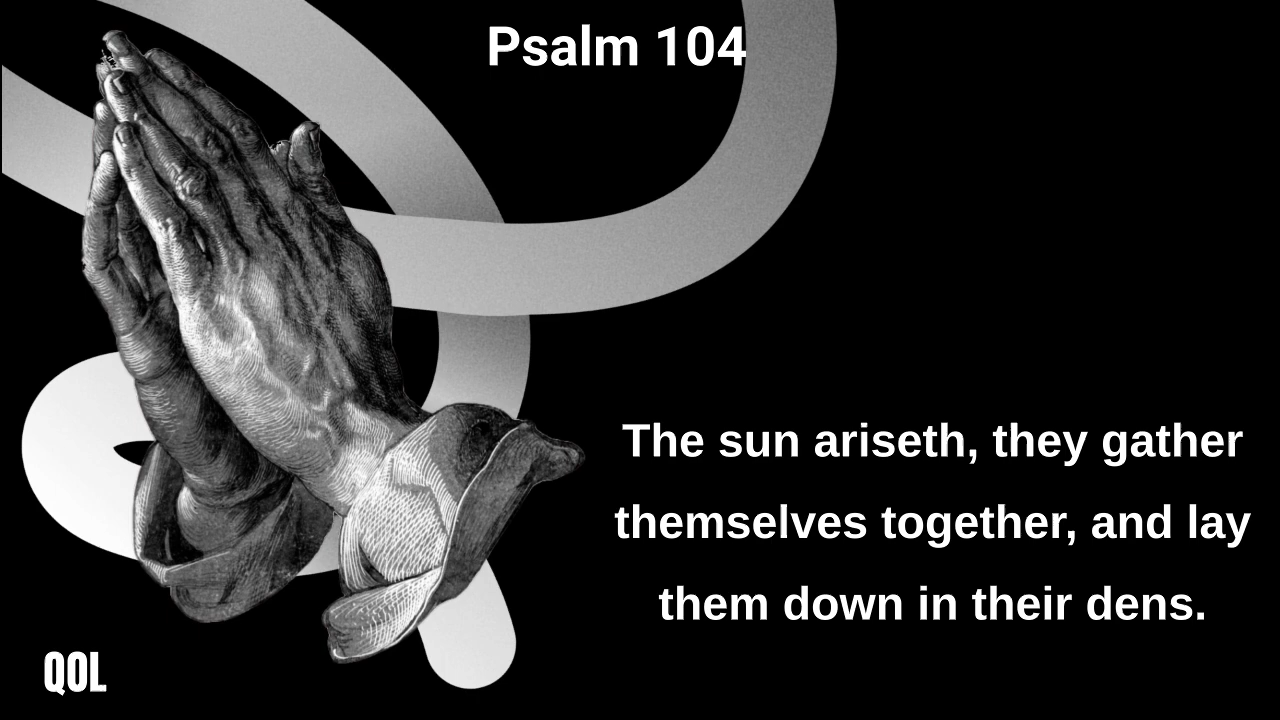 Psalm 104
The sun ariseth, they gather
themselves together, and lay
them down in their dens.
QOL